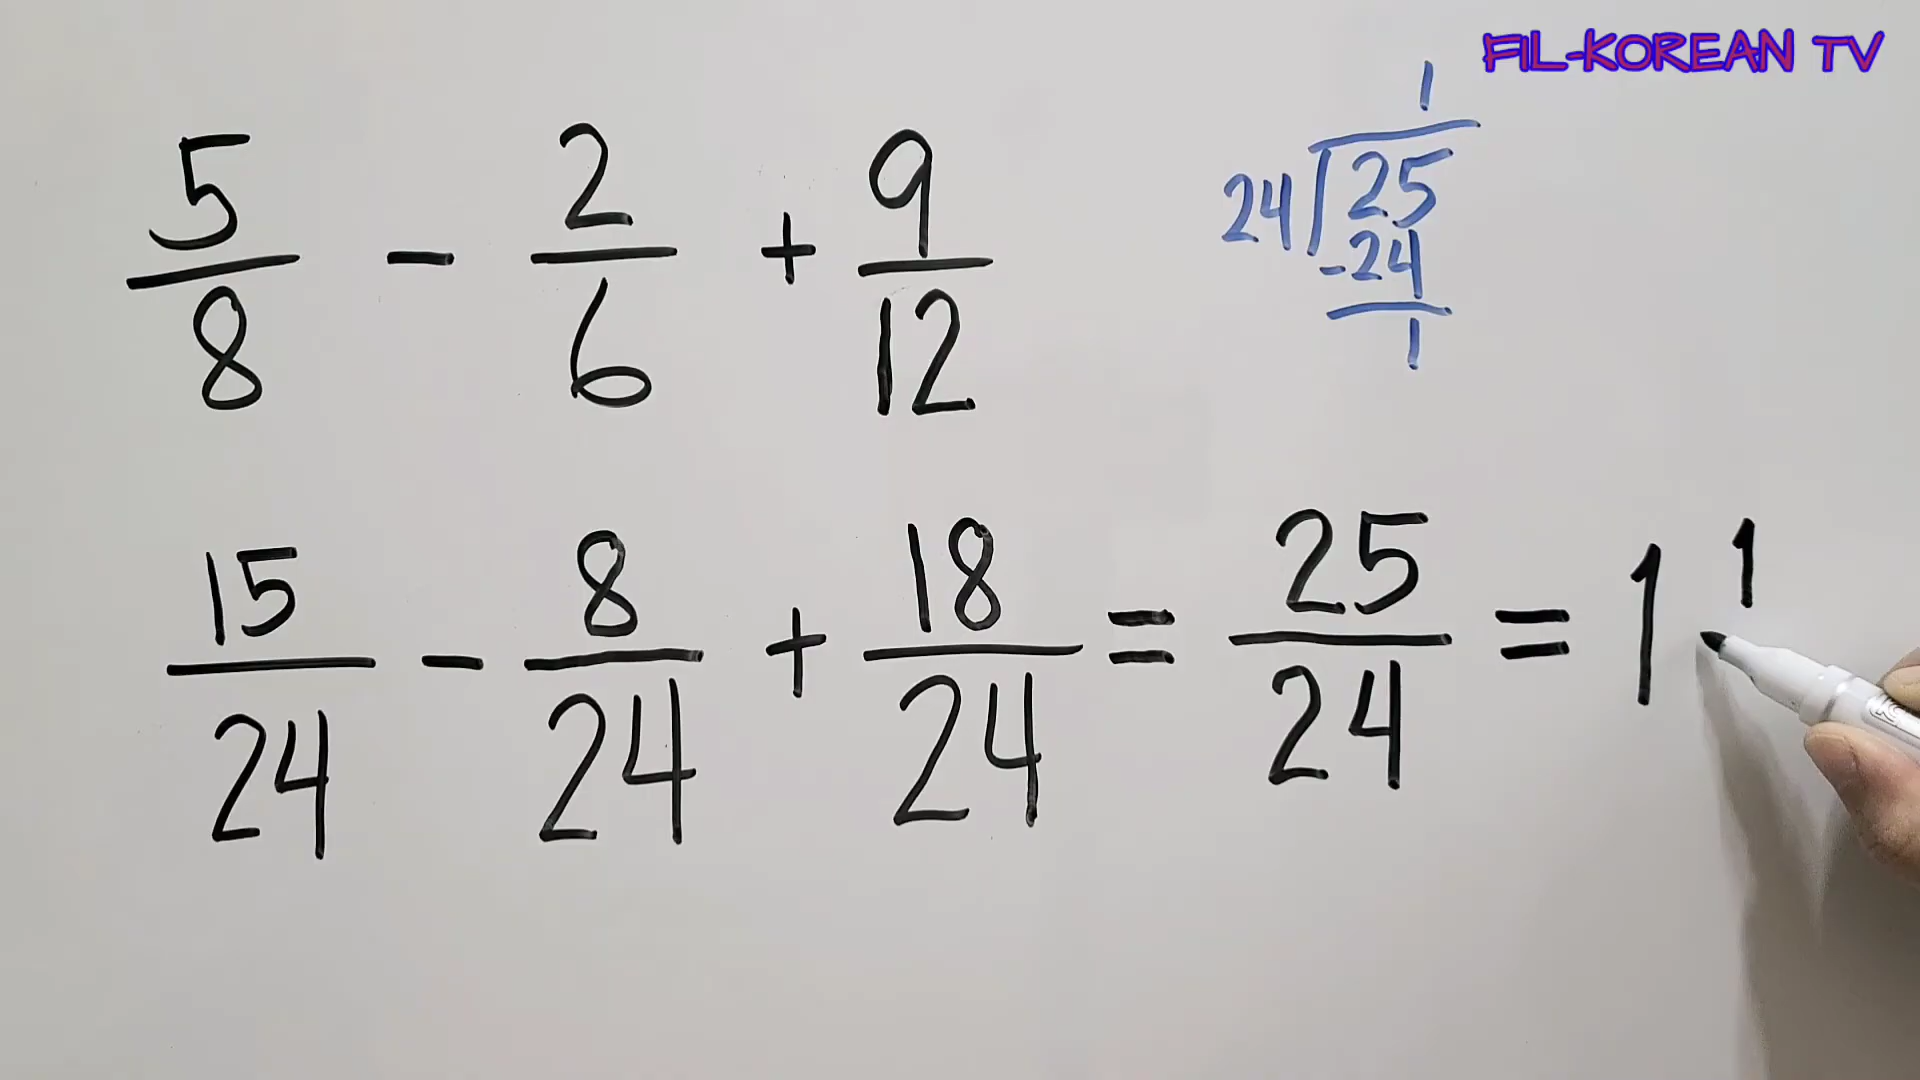 FIL-KOREAN TV
5/8 - 2/6 + 9/12
1
24 25
-24
1
15/24 - 8/24 + 18/24 = 25/24 = 1 1